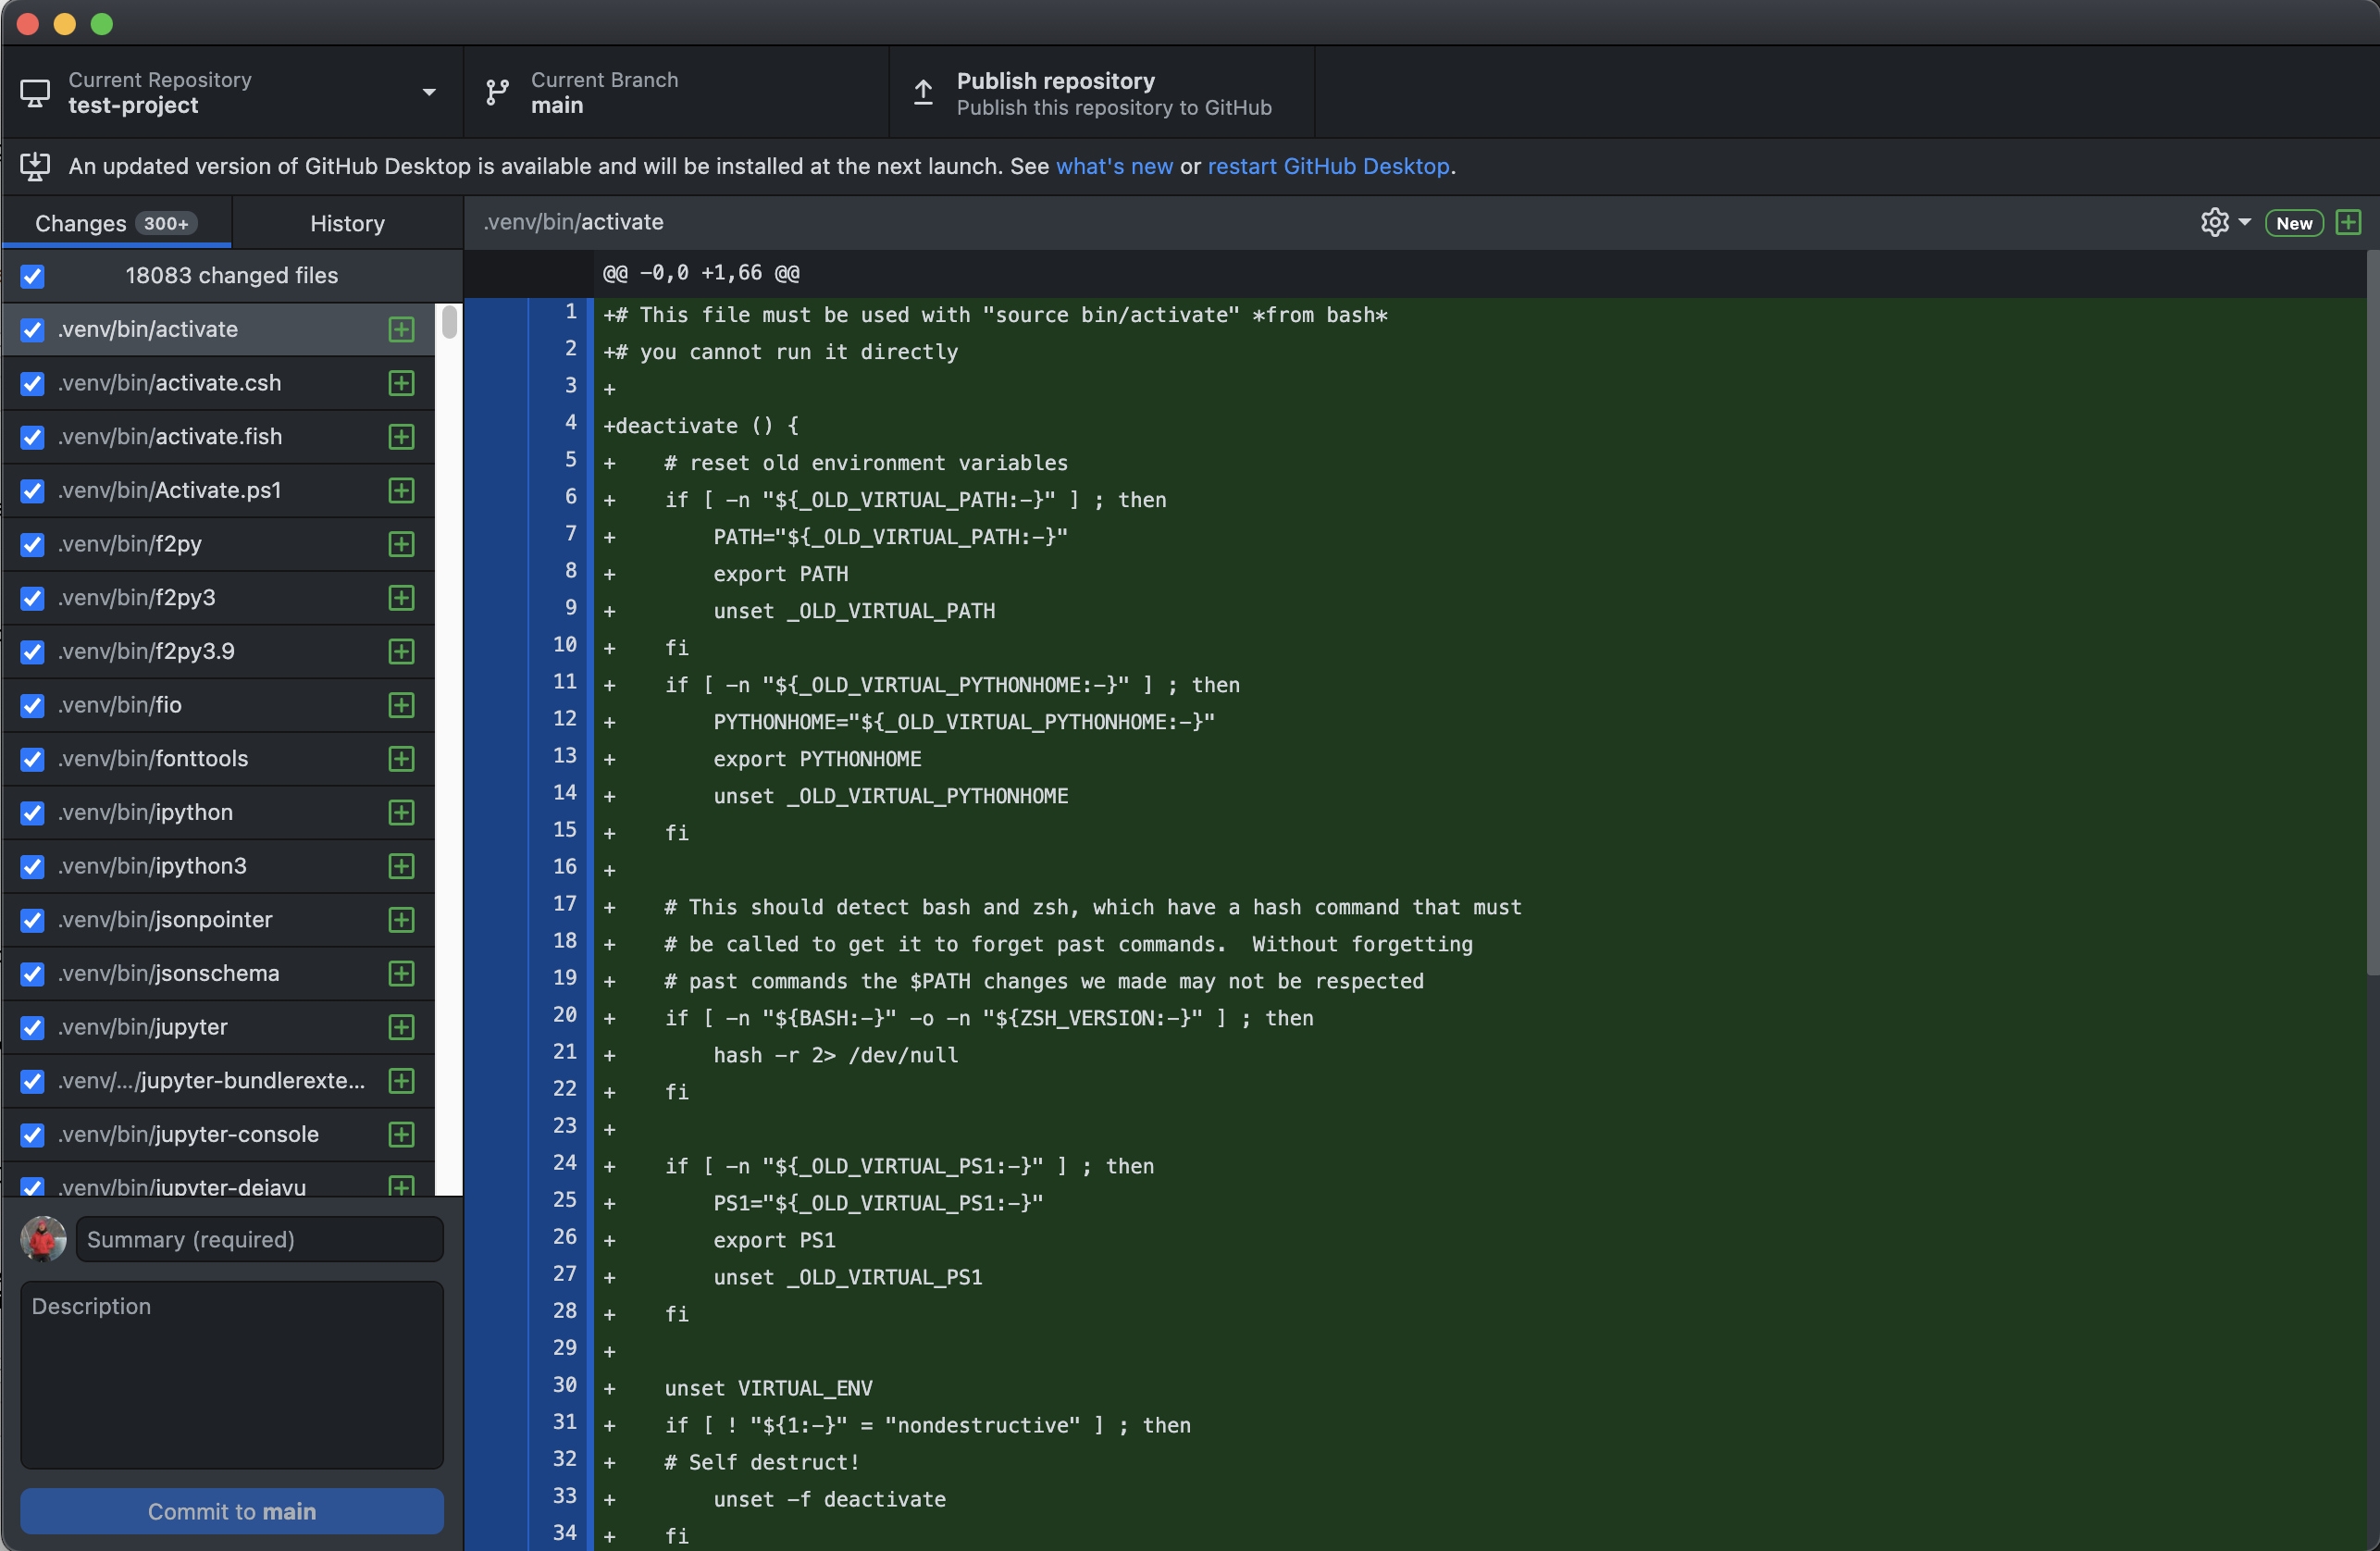 Current Repository
test-project
Current Branch
main
Publish repository
Publish this repository to GitHub
An updated version of GitHub Desktop is available and will be installed at the next launch. See what's new or restart GitHub Desktop.
Changes 300+
History
18083 changed files
.venv/bin/activate
.venv/bin/activate.csh
.venv/bin/activate.fish
.venv/bin/Activate.ps1
.venv/bin/f2py
.venv/bin/f2py3
.venv/bin/f2py3.9
.venv/bin/fio
.venv/bin/fonttools
.venv/bin/ipython
.venv/bin/ipython3
.venv/bin/jsonpointer
.venv/bin/jsonschema
.venv/bin/jupyter
.venv/.../jupyter-bundlerexte...
.venv/bin/jupyter-console
.venv/bin/jupyter-dejavu
Summary (required)
Description
Commit to main
.venv/bin/activate
New
@@ -0,0 +1,66 @@
1 +# This file must be used with "source bin/activate" *from bash*
2 +# you cannot run it directly
3 +
4 +deactivate () {
5 +    # reset old environment variables
6 +    if [ -n "${_OLD_VIRTUAL_PATH:-}" ] ; then
7 +        PATH="${_OLD_VIRTUAL_PATH:-}"
8 +        export PATH
9 +        unset _OLD_VIRTUAL_PATH
10 +    fi
11 +    if [ -n "${_OLD_VIRTUAL_PYTHONHOME:-}" ] ; then
12 +        PYTHONHOME="${_OLD_VIRTUAL_PYTHONHOME:-}"
13 +        export PYTHONHOME
14 +        unset _OLD_VIRTUAL_PYTHONHOME
15 +    fi
16 +
17 +    # This should detect bash and zsh, which have a hash command that must
18 +    # be called to get it to forget past commands.  Without forgetting
19 +    # past commands the $PATH changes we made may not be respected
20 +    if [ -n "${BASH:-}" -o -n "${ZSH_VERSION:-}" ] ; then
21 +        hash -r 2> /dev/null
22 +    fi
23 +
24 +    if [ -n "${_OLD_VIRTUAL_PS1:-}" ] ; then
25 +        PS1="${_OLD_VIRTUAL_PS1:-}"
26 +        export PS1
27 +        unset _OLD_VIRTUAL_PS1
28 +    fi
29 +
30 +    unset VIRTUAL_ENV
31 +    if [ ! "${1:-}" = "nondestructive" ] ; then
32 +    # Self destruct!
33 +        unset -f deactivate
34 +    fi